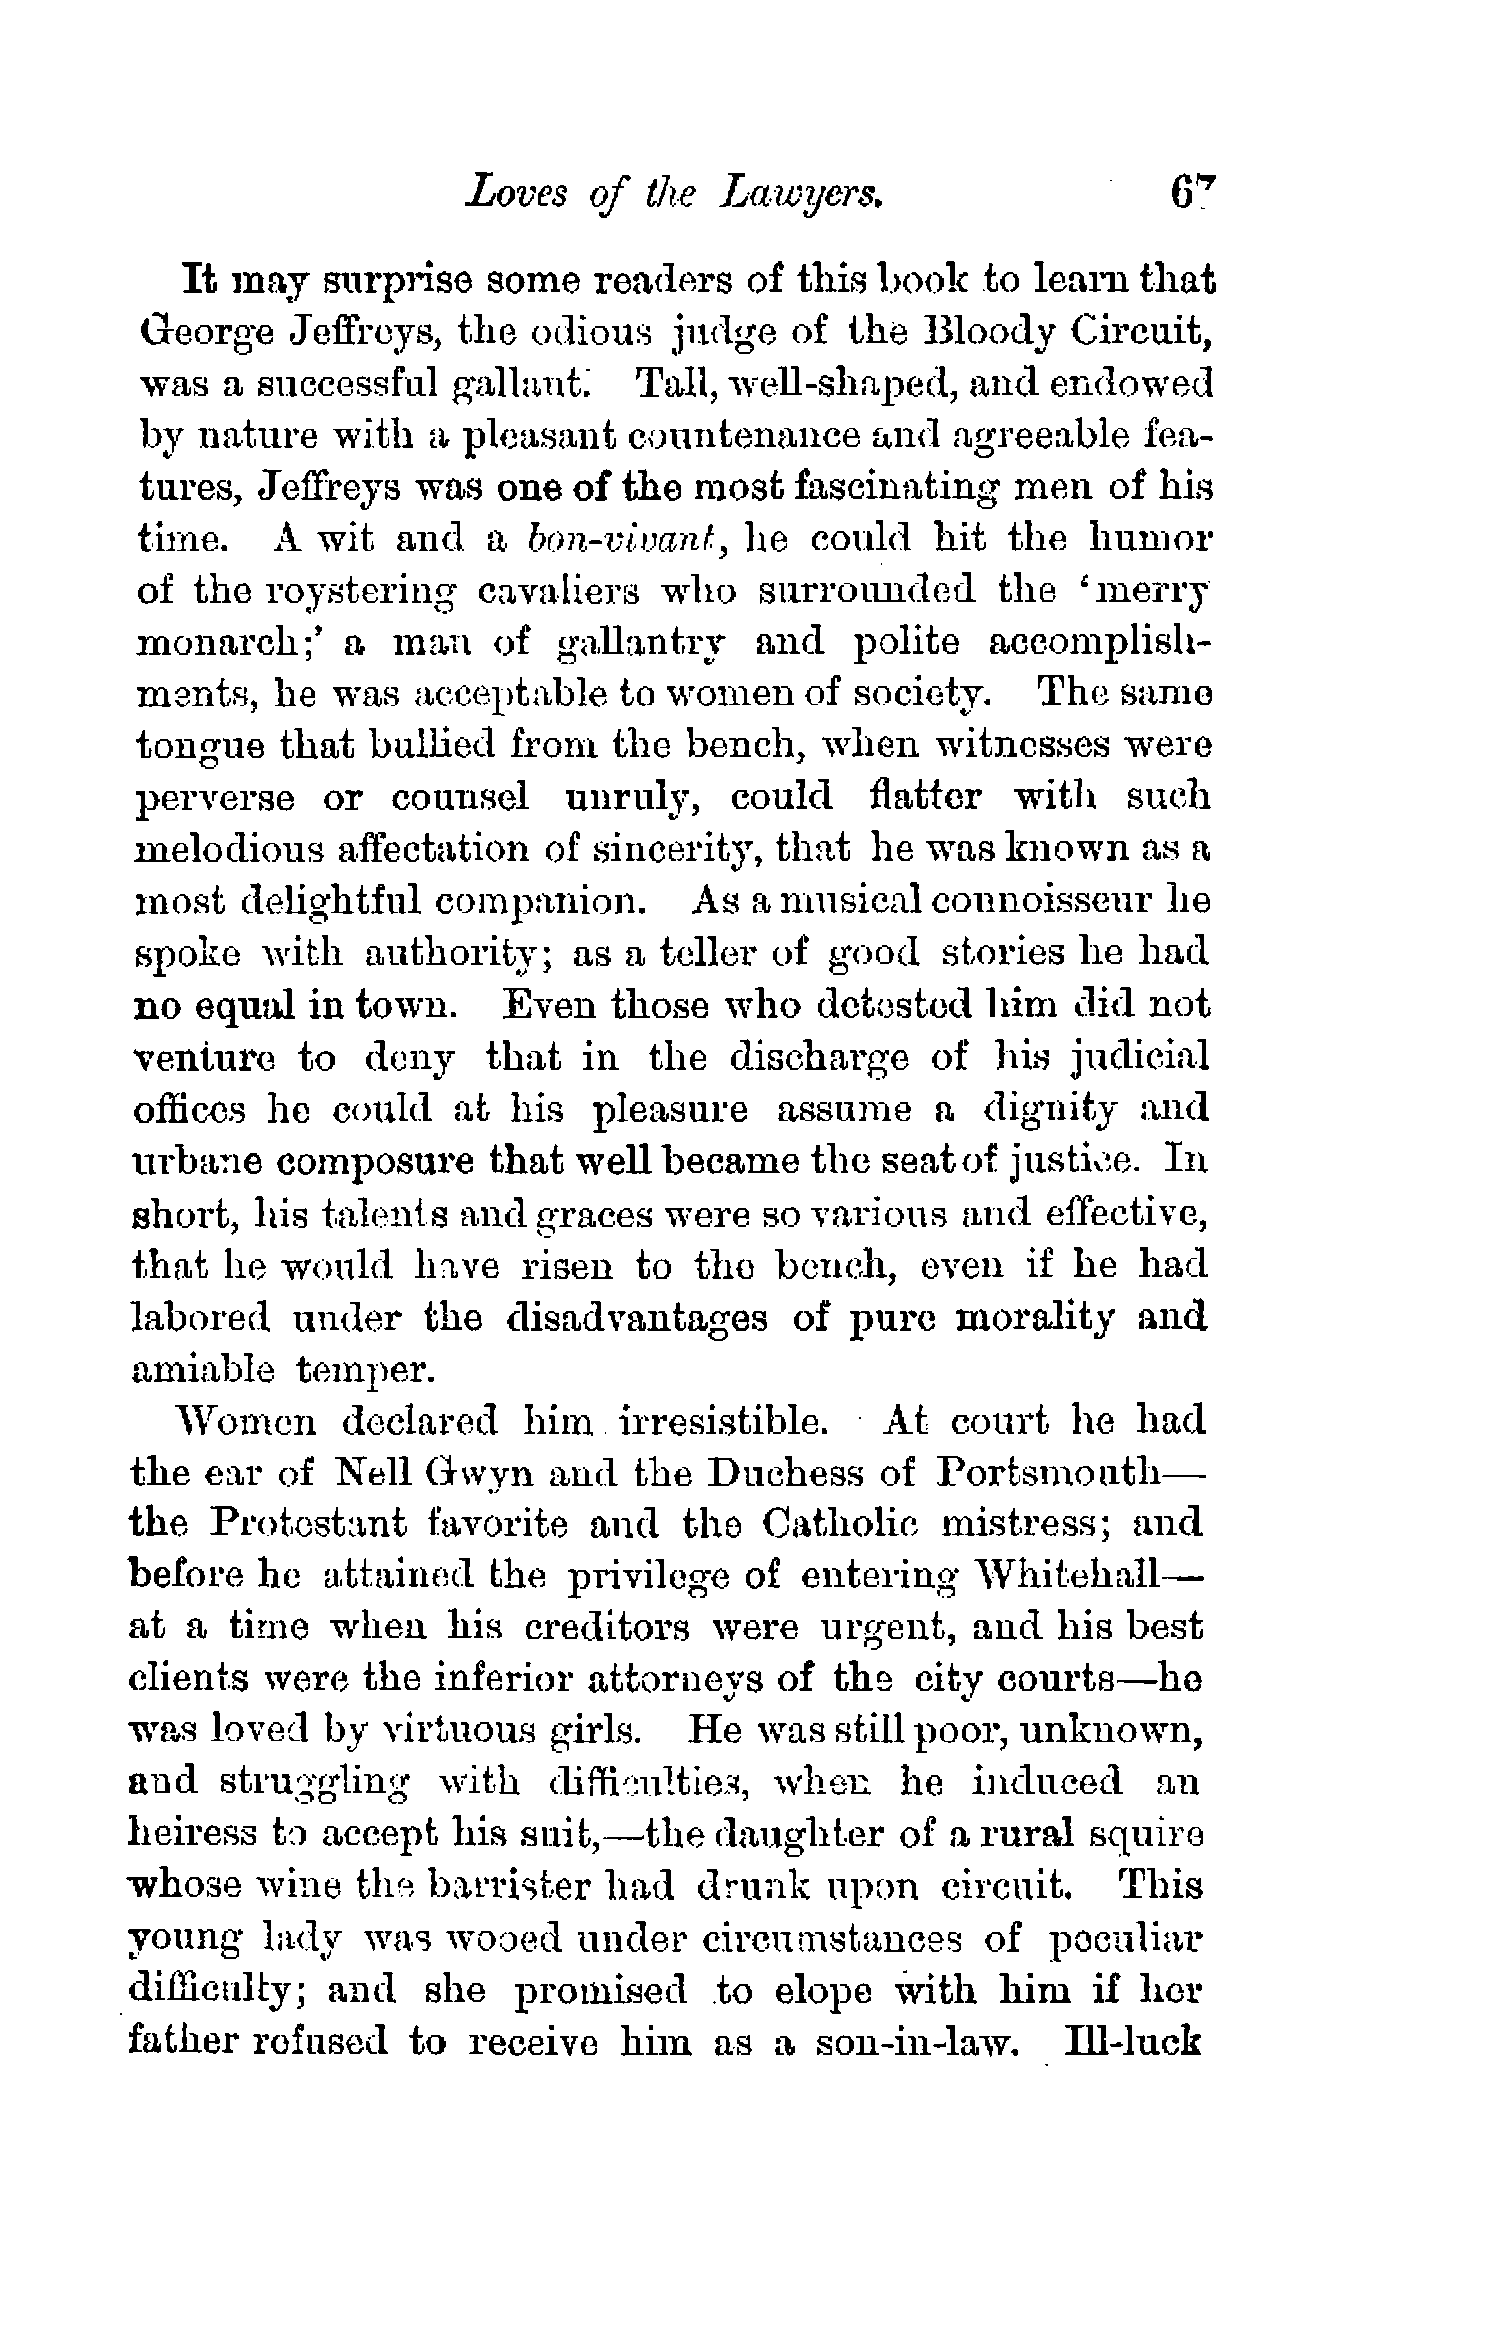 Loves of the Lawyers. 67
It may surprise some readers of this book to learn that
George Jeffreys, the odious judge of the Bloody Circuit,
was a successful gallant. Tall, well-shaped, and endowed
by nature with a pleasant countenance and agreeable fea-
tures, Jeffreys was one of the most fascinating men of his
time. A wit and a bon-vivant, he could hit the humor
of the roystering cavaliers who surrounded the ‘merry
monarch;’ a man of gallantry and polite accomplish-
ments, he was acceptable to women of society. The same
tongue that bullied from the bench, when witnesses were
perverse or counsel unruly, could flatter with such
melodious affectation of sincerity, that he was known as a
most delightful companion. As a musical connoisseur he
spoke with authority; as a teller of good stories he had
no equal in town. Even those who detested him did not
venture to deny that in the discharge of his judicial
offices he could at his pleasure assume a dignity and
urbane composure that well became the seat of justice. In
short, his talents and graces were so various and effective,
that he would have risen to the bench, even if he had
labored under the disadvantages of pure morality and
amiable temper.
Women declared him irresistible. At court he had
the ear of Nell Gwyn and the Duchess of Portsmouth—
the Protestant favorite and the Catholic mistress; and
before he attained the privilege of entering Whitehall—
at a time when his creditors were urgent, and his best
clients were the inferior attorneys of the city courts—he
was loved by virtuous girls. He was still poor, unknown,
and struggling with difficulties, when he induced an
heiress to accept his suit,—the daughter of a rural squire
whose wine the barrister had drunk upon circuit. This
young lady was wooed under circumstances of peculiar
difficulty; and she promised to elope with him if her
father refused to receive him as a son-in-law. Ill-luck